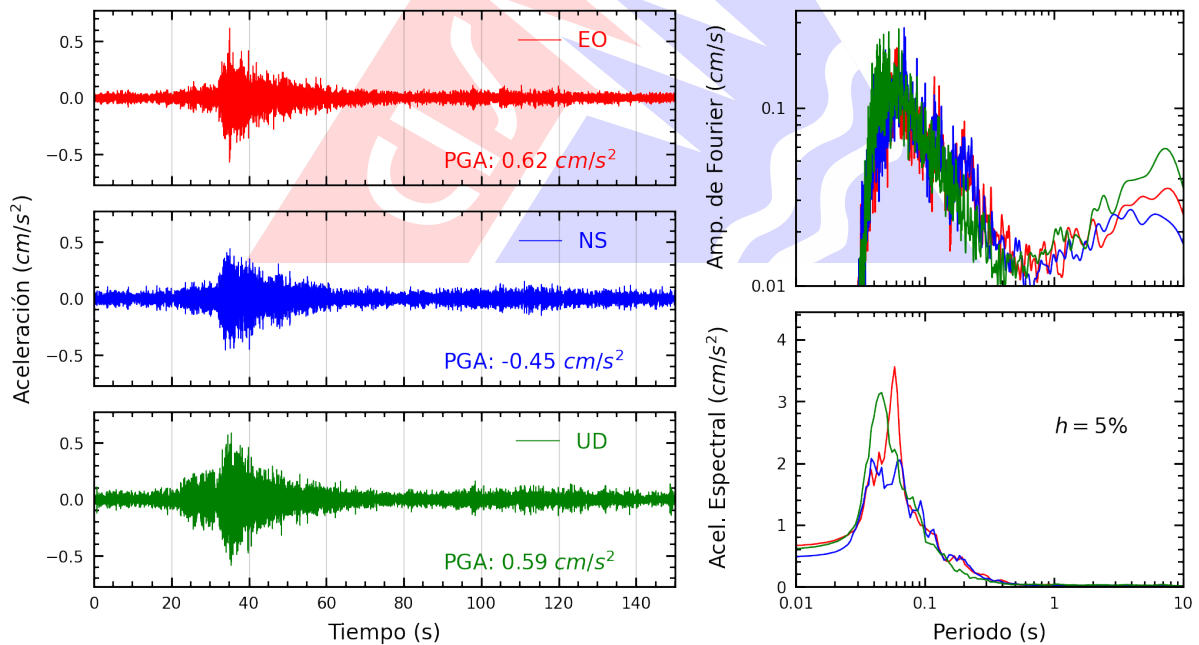 0.5
0.0
−0.5
EO
PGA: 0.62 cm/s²
0.5
0.0
−0.5
NS
PGA: -0.45 cm/s²
0.5
0.0
−0.5
UD
PGA: 0.59 cm/s²
0 20 40 60 80 100 120 140
Tiempo (s)
Aceleración (cm/s²)
Amp. de Fourier (cm/s)
0.1
0.01
Acel. Espectral (cm/s²)
4
3
2
1
0
h = 5%
0.01 0.1 1 10
Periodo (s)